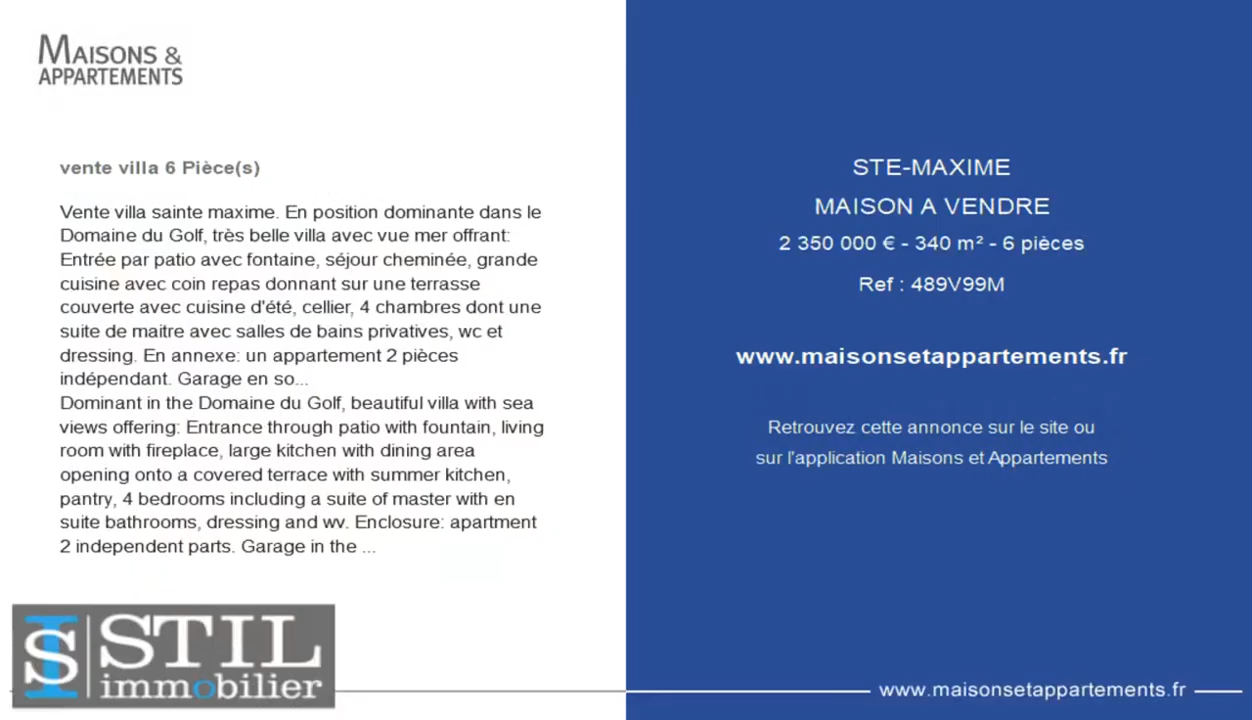 MAISONS &
APPARTEMENTS
vente villa 6 Pièce(s)
Vente villa sainte maxime. En position dominante dans le
Domaine du Golf, très belle villa avec vue mer offrant:
Entrée par patio avec fontaine, séjour cheminée, grande
cuisine avec coin repas donnant sur une terrasse
couverte avec cuisine d'été, cellier, 4 chambres dont une
suite de maitre avec salles de bains privatives, wc et
dressing. En annexe: un appartement 2 pièces
indépendant. Garage en so...
Dominant in the Domaine du Golf, beautiful villa with sea
views offering: Entrance through patio with fountain, living
room with fireplace, large kitchen with dining area
opening onto a covered terrace with summer kitchen,
pantry, 4 bedrooms including a suite of master with en
suite bathrooms, dressing and wv. Enclosure: apartment
2 independent parts. Garage in the ...
IS STIL
immobilier
STE-MAXIME
MAISON A VENDRE
2 350 000 € - 340 m² - 6 pièces
Ref : 489V99M
www.maisonsetappartements.fr
Retrouvez cette annonce sur le site ou
sur l'application Maisons et Appartements
www.maisonsetappartements.fr